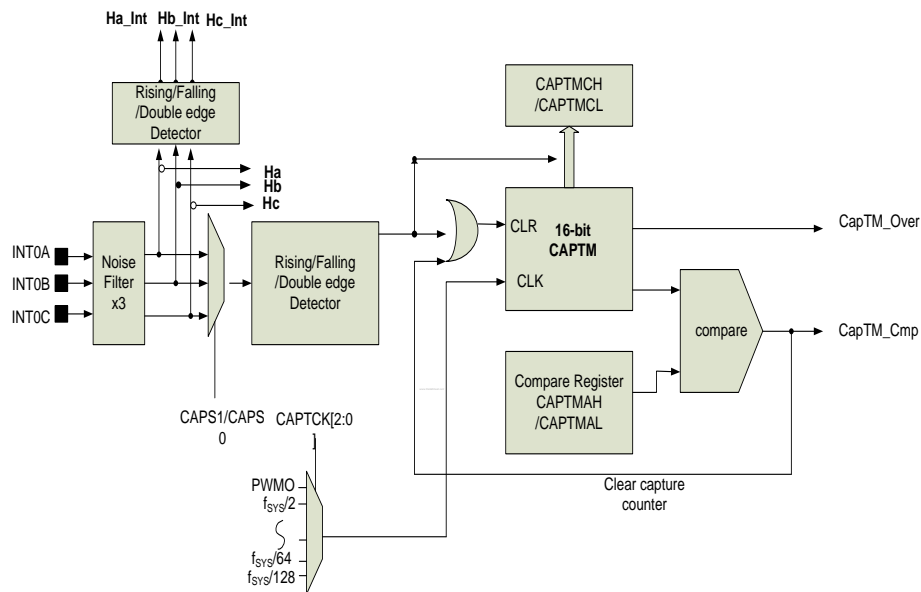 Ha_Int Hb_Int Hc_Int
Rising/Falling
/Double edge
Detector
CAPTMCH
/CAPTMCL
Ha
Hb
Hc
INT0A
INT0B
INT0C
Noise
Filter
x3
Rising/Falling
/Double edge
Detector
CLR
16-bit
CAPTM
CLK
CapTM_Over
compare
CapTM_Cmp
Compare Register
CAPTMAH
/CAPTMAL
CAPS1/CAPS
0
CAPTCK[2:0
]
Clear capture
counter
PWMO
fSYS/2
fSYS/64
fSYS/128